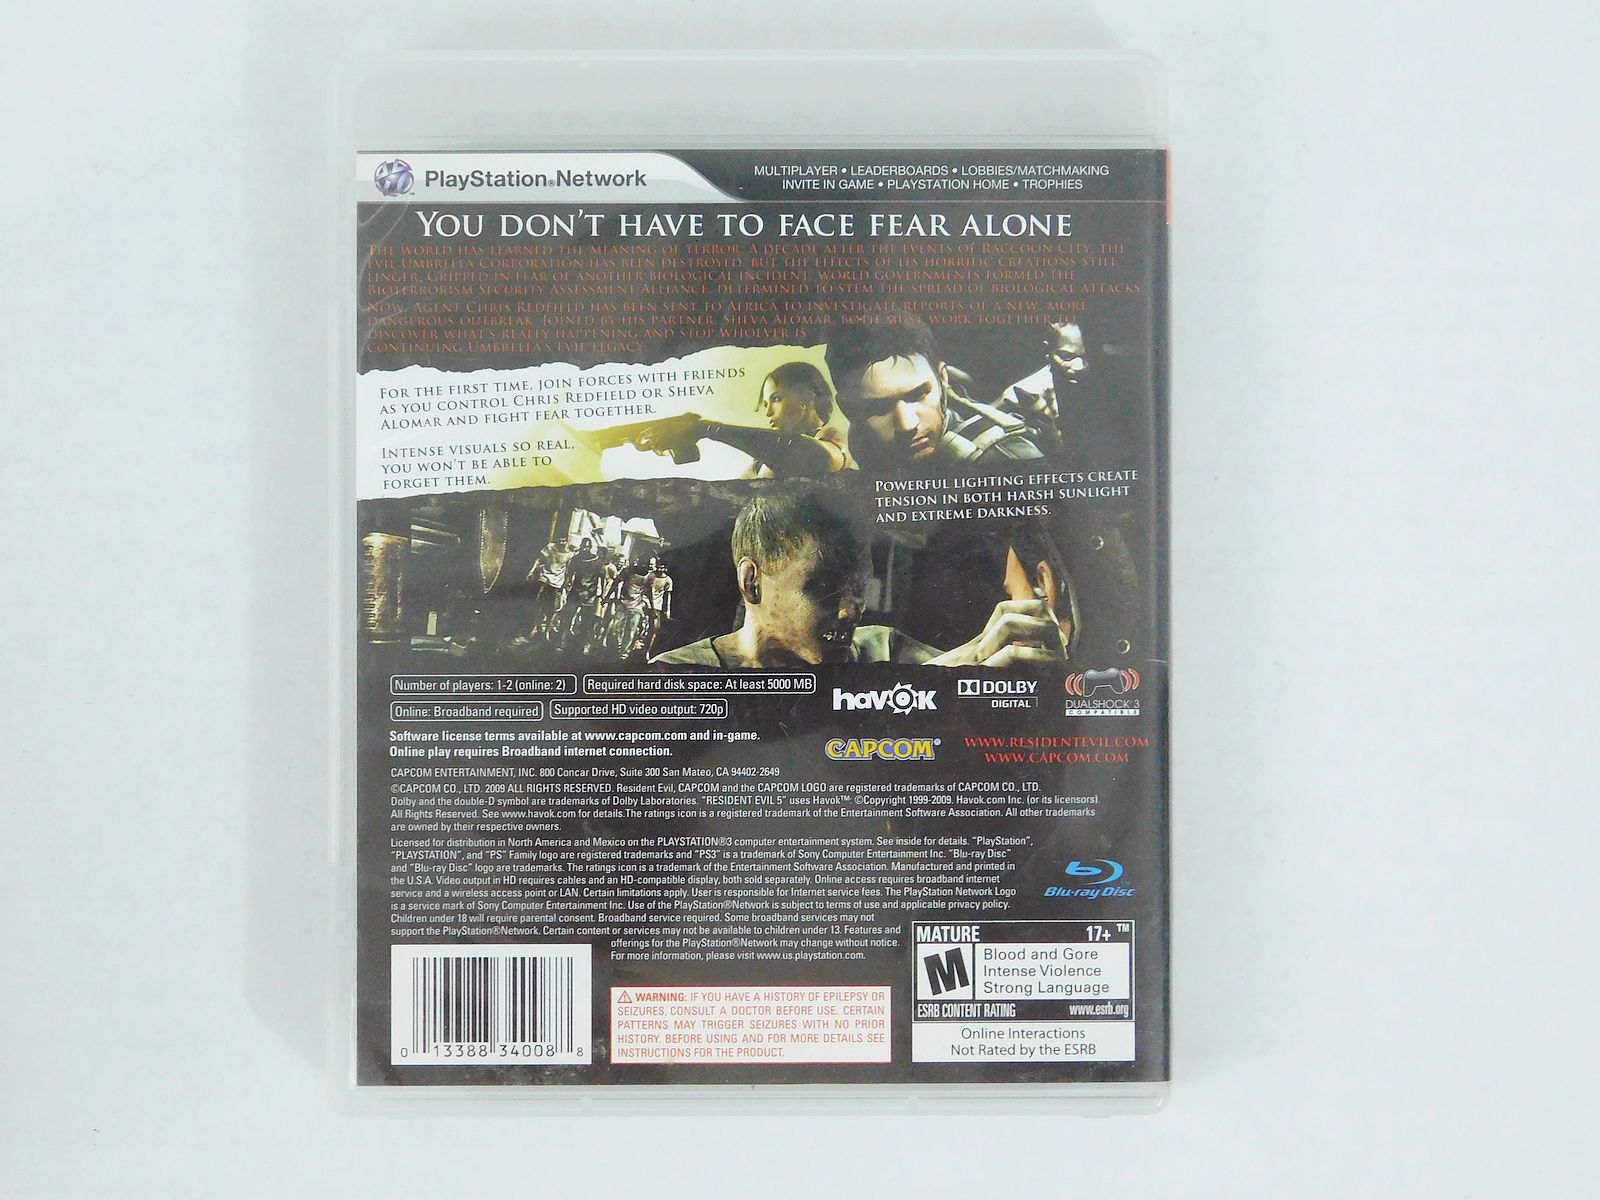 PlayStation®Network
MULTIPLAYER • LEADERBOARDS • LOBBIES/MATCHMAKING
INVITE IN GAME • PLAYSTATION HOME • TROPHIES
YOU DON'T HAVE TO FACE FEAR ALONE
THE WORLD HAS LEARNED THE MEANING OF TERROR. A DECADE AFTER THE EVENTS OF RACCOON CITY, THE
EVIL UMBRELLA CORPORATION HAS BEEN DESTROYED, BUT THE EFFECTS OF ITS HORRIFIC CREATIONS STILL
LINGER. GRIPPED IN FEAR OF ANOTHER BIOLOGICAL INCIDENT, WORLD GOVERNMENTS FORMED THE
BIOTERRORISM SECURITY ASSESSMENT ALLIANCE, DETERMINED TO STEM THE SPREAD OF BIOLOGICAL ATTACKS.
NOW, AGENT CHRIS REDFIELD HAS BEEN SENT TO AFRICA TO INVESTIGATE REPORTS OF A NEW, MORE
DANGEROUS OUTBREAK. JOINED BY HIS PARTNER, SHEVA ALOMAR, BOTH MUST WORK TOGETHER TO
DISCOVER WHAT'S REALLY HAPPENING AND STOP WHOEVER IS
CONTINUING UMBRELLA'S EVIL LEGACY.
FOR THE FIRST TIME, JOIN FORCES WITH FRIENDS
AS YOU CONTROL CHRIS REDFIELD OR SHEVA
ALOMAR AND FIGHT FEAR TOGETHER.
INTENSE VISUALS SO REAL,
YOU WON'T BE ABLE TO
FORGET THEM.
POWERFUL LIGHTING EFFECTS CREATE
TENSION IN BOTH HARSH SUNLIGHT
AND EXTREME DARKNESS.
Number of players: 1-2 (online: 2) Required hard disk space: At least 5000 MB
Online: Broadband required Supported HD video output: 720p
havok DOLBY DIGITAL DUALSHOCK 3 COMPATIBLE
Software license terms available at www.capcom.com and in-game.
Online play requires Broadband internet connection.
CAPCOM® WWW.RESIDENTEVIL.COM
WWW.CAPCOM.COM
CAPCOM ENTERTAINMENT, INC. 800 Concar Drive, Suite 300 San Mateo, CA 94402-2649
©CAPCOM CO., LTD. 2009 ALL RIGHTS RESERVED. Resident Evil, CAPCOM and the CAPCOM LOGO are registered trademarks of CAPCOM CO., LTD.
Dolby and the double-D symbol are trademarks of Dolby Laboratories. "RESIDENT EVIL 5" uses Havok™: ©Copyright 1999-2009. Havok.com Inc. (or its licensors).
All Rights Reserved. See www.havok.com for details.The ratings icon is a registered trademark of the Entertainment Software Association. All other trademarks
are owned by their respective owners.
Licensed for distribution in North America and Mexico on the PLAYSTATION®3 computer entertainment system. See inside for details. "PlayStation",
"PLAYSTATION", and "PS" Family logo are registered trademarks and "PS3" is a trademark of Sony Computer Entertainment Inc. "Blu-ray Disc"
and "Blu-ray Disc" logo are trademarks. The ratings icon is a trademark of the Entertainment Software Association. Manufactured and printed in
the U.S.A. Video output in HD requires cables and an HD-compatible display, both sold separately. Online access requires broadband internet
service and a wireless access point or LAN. Certain limitations apply. User is responsible for Internet service fees. The PlayStation Network Logo
is a service mark of Sony Computer Entertainment Inc. Use of the PlayStation®Network is subject to terms of use and applicable privacy policy.
Children under 18 will require parental consent. Broadband service required. Some broadband services may not
support the PlayStation®Network. Certain content or services may not be available to children under 13. Features and
offerings for the PlayStation®Network may change without notice.
For more information, please visit www.us.playstation.com.
Blu-ray Disc
MATURE 17+ ™
M
Blood and Gore
Intense Violence
Strong Language
ESRB CONTENT RATING www.esrb.org
Online Interactions
Not Rated by the ESRB
WARNING: IF YOU HAVE A HISTORY OF EPILEPSY OR
SEIZURES, CONSULT A DOCTOR BEFORE USE. CERTAIN
PATTERNS MAY TRIGGER SEIZURES WITH NO PRIOR
HISTORY. BEFORE USING AND FOR MORE DETAILS SEE
INSTRUCTIONS FOR THE PRODUCT.
0 13388 34008 8